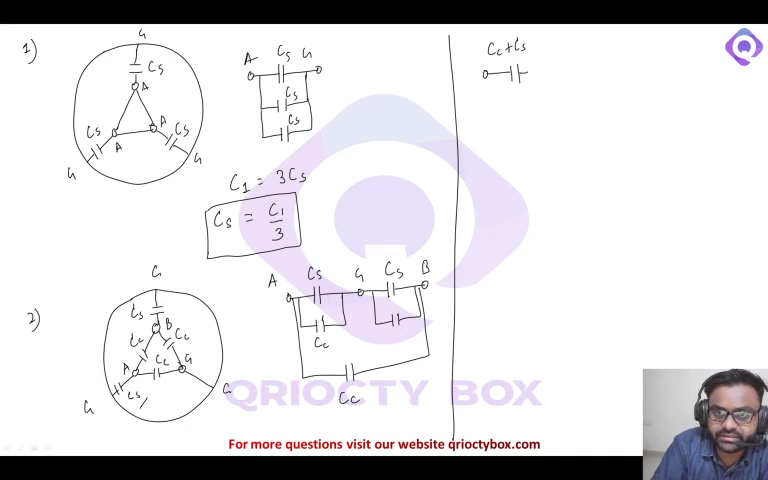 1)
G
Cs
A
A
A
Cs
Cs
G
G
A
Cs
G
Cs
Cs
C1 = 3Cs
Cs = C1/3
2)
G
Cs
B
Cc
Cc
A
Cc
G
Cs
G
G
A
Cs
G
Cs
B
Cc
Cc
Cc+Cs
QRIOCTY BOX
For more questions visit our website qrioctybox.com